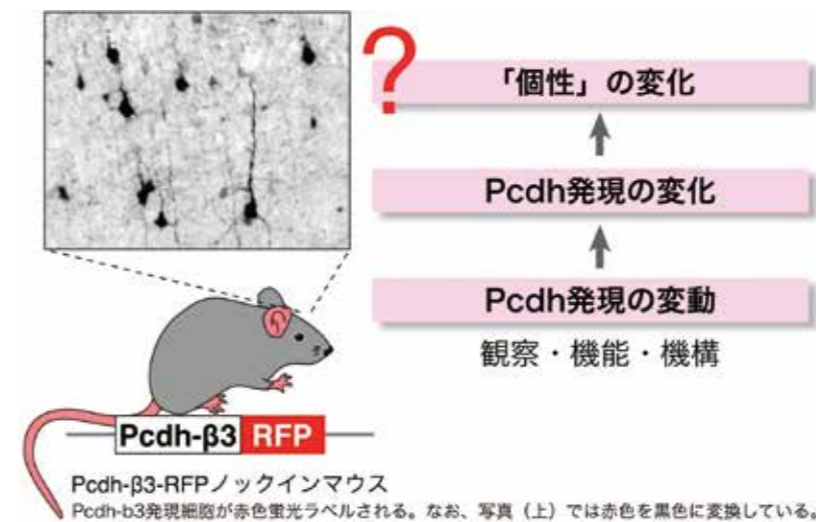 ?
「個性」の変化
Pcdh発現の変化
Pcdh発現の変動
観察・機能・機構
Pcdh-β3 RFP
Pcdh-β3-RFPノックインマウス
Pcdh-b3発現細胞が赤色蛍光ラベルされる。なお、写真(上)では赤色を黒色に変換している。